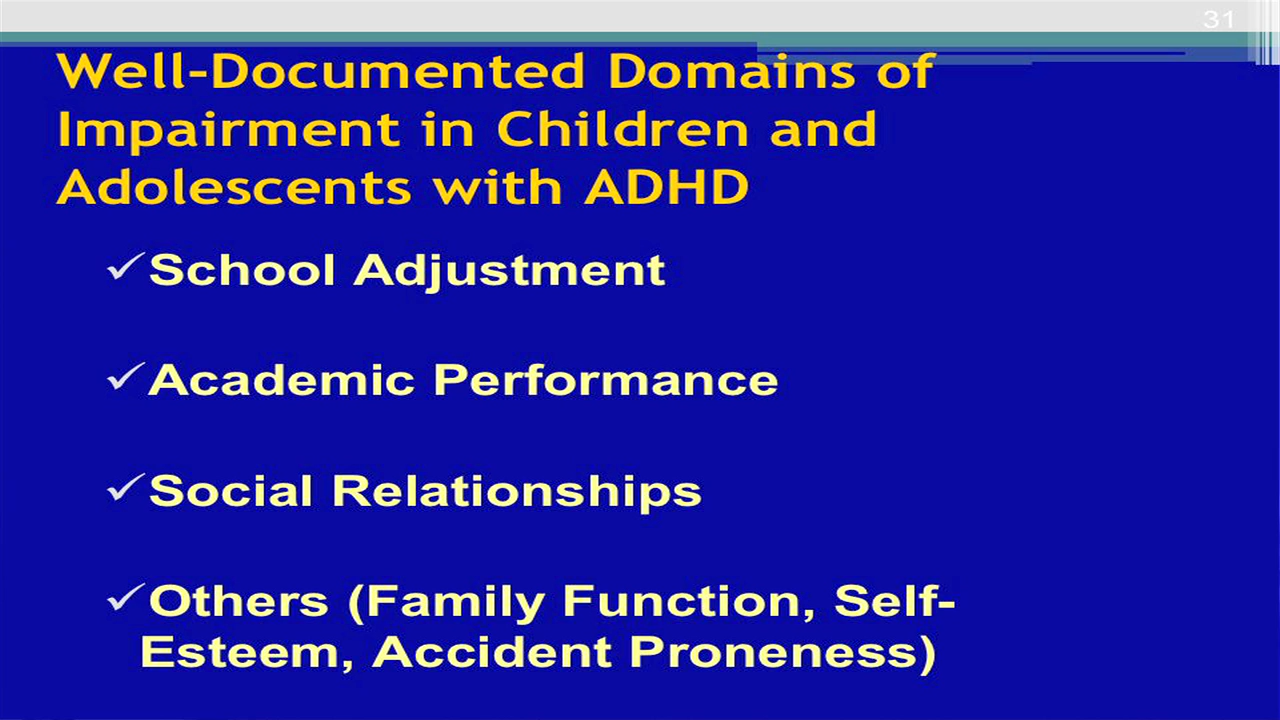 31
Well-Documented Domains of
Impairment in Children and
Adolescents with ADHD
✓School Adjustment
✓Academic Performance
✓Social Relationships
✓Others (Family Function, Self-
Esteem, Accident Proneness)